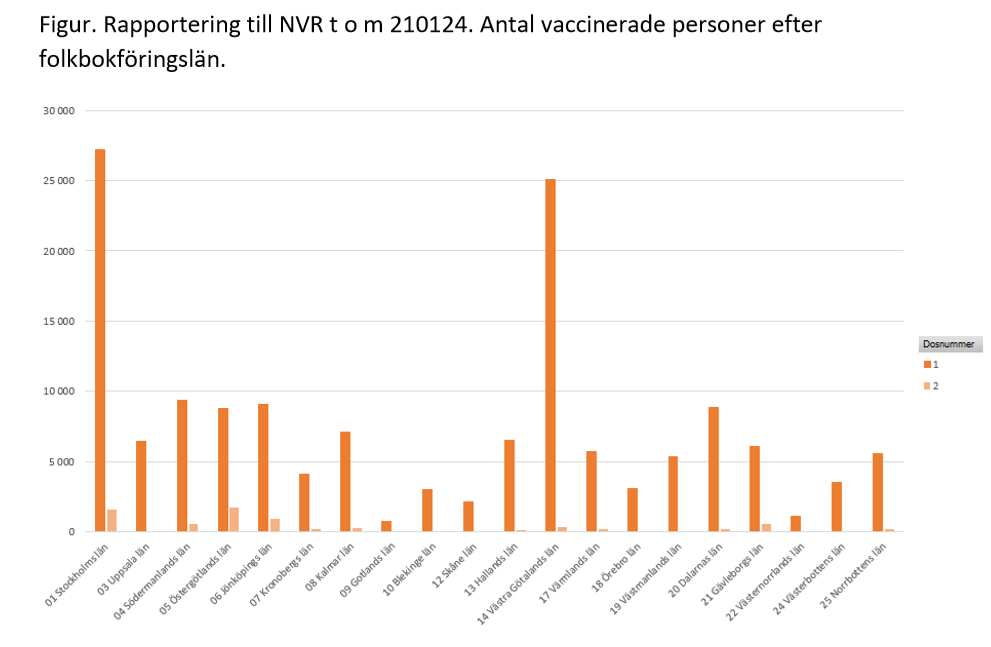 Figur. Rapportering till NVR t o m 210124. Antal vaccinerade personer efter
folkbokföringslän.
30 000
25 000
20 000
15 000
10 000
5 000
0
01 Stockholms län
03 Uppsala län
04 Södermanlands län
05 Östergötlands län
06 Jönköpings län
07 Kronobergs län
08 Kalmar län
09 Gotlands län
10 Blekinge län
12 Skåne län
13 Hallands län
14 Västra Götalands län
17 Värmlands län
18 Örebro län
19 Västmanlands län
20 Dalarnas län
21 Gävleborgs län
22 Västernorrlands län
24 Västerbottens län
25 Norrbottens län
Dosnummer
1
2